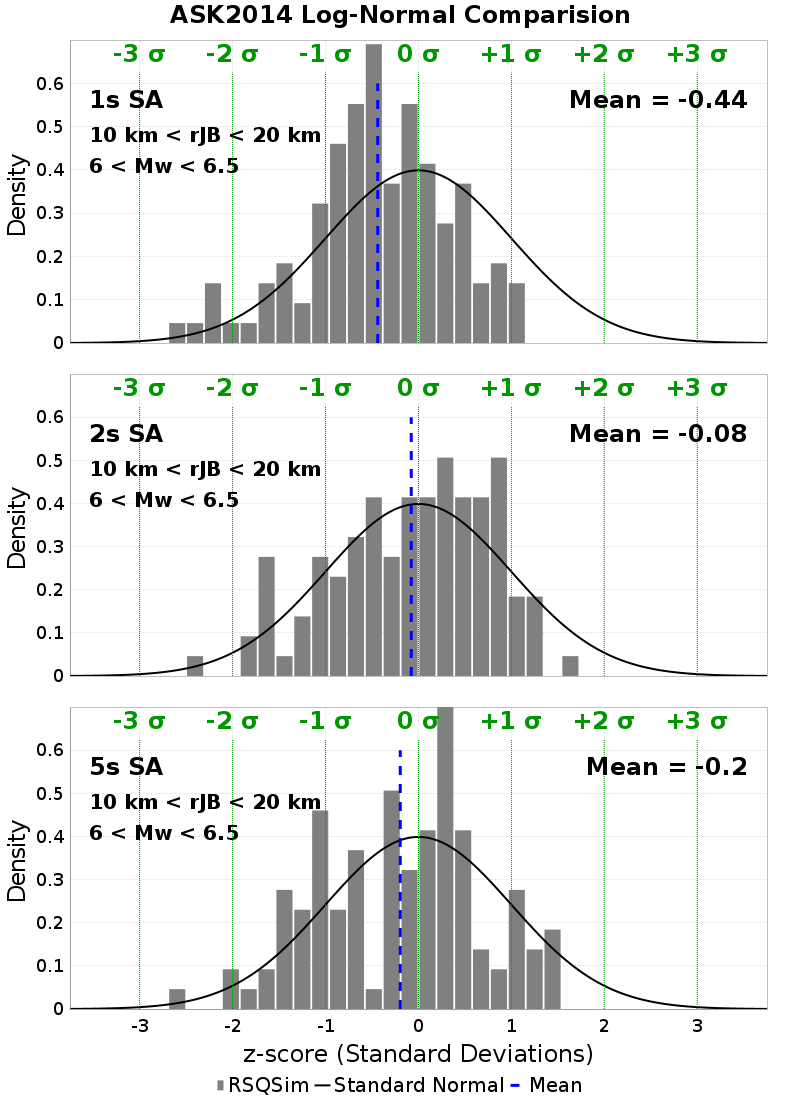 ASK2014 Log-Normal Comparision
-3 σ -2 σ -1 σ 0 σ +1 σ +2 σ +3 σ
1s SA
Mean = -0.44
10 km < rJB < 20 km
6 < Mw < 6.5
Density
0.6
0.5
0.4
0.3
0.2
0.1
0
-3 σ -2 σ -1 σ 0 σ +1 σ +2 σ +3 σ
2s SA
Mean = -0.08
10 km < rJB < 20 km
6 < Mw < 6.5
Density
0.6
0.5
0.4
0.3
0.2
0.1
0
-3 σ -2 σ -1 σ 0 σ +1 σ +2 σ +3 σ
5s SA
Mean = -0.2
10 km < rJB < 20 km
6 < Mw < 6.5
Density
0.6
0.5
0.4
0.3
0.2
0.1
0
-3 -2 -1 0 1 2 3
z-score (Standard Deviations)
RSQSim Standard Normal Mean